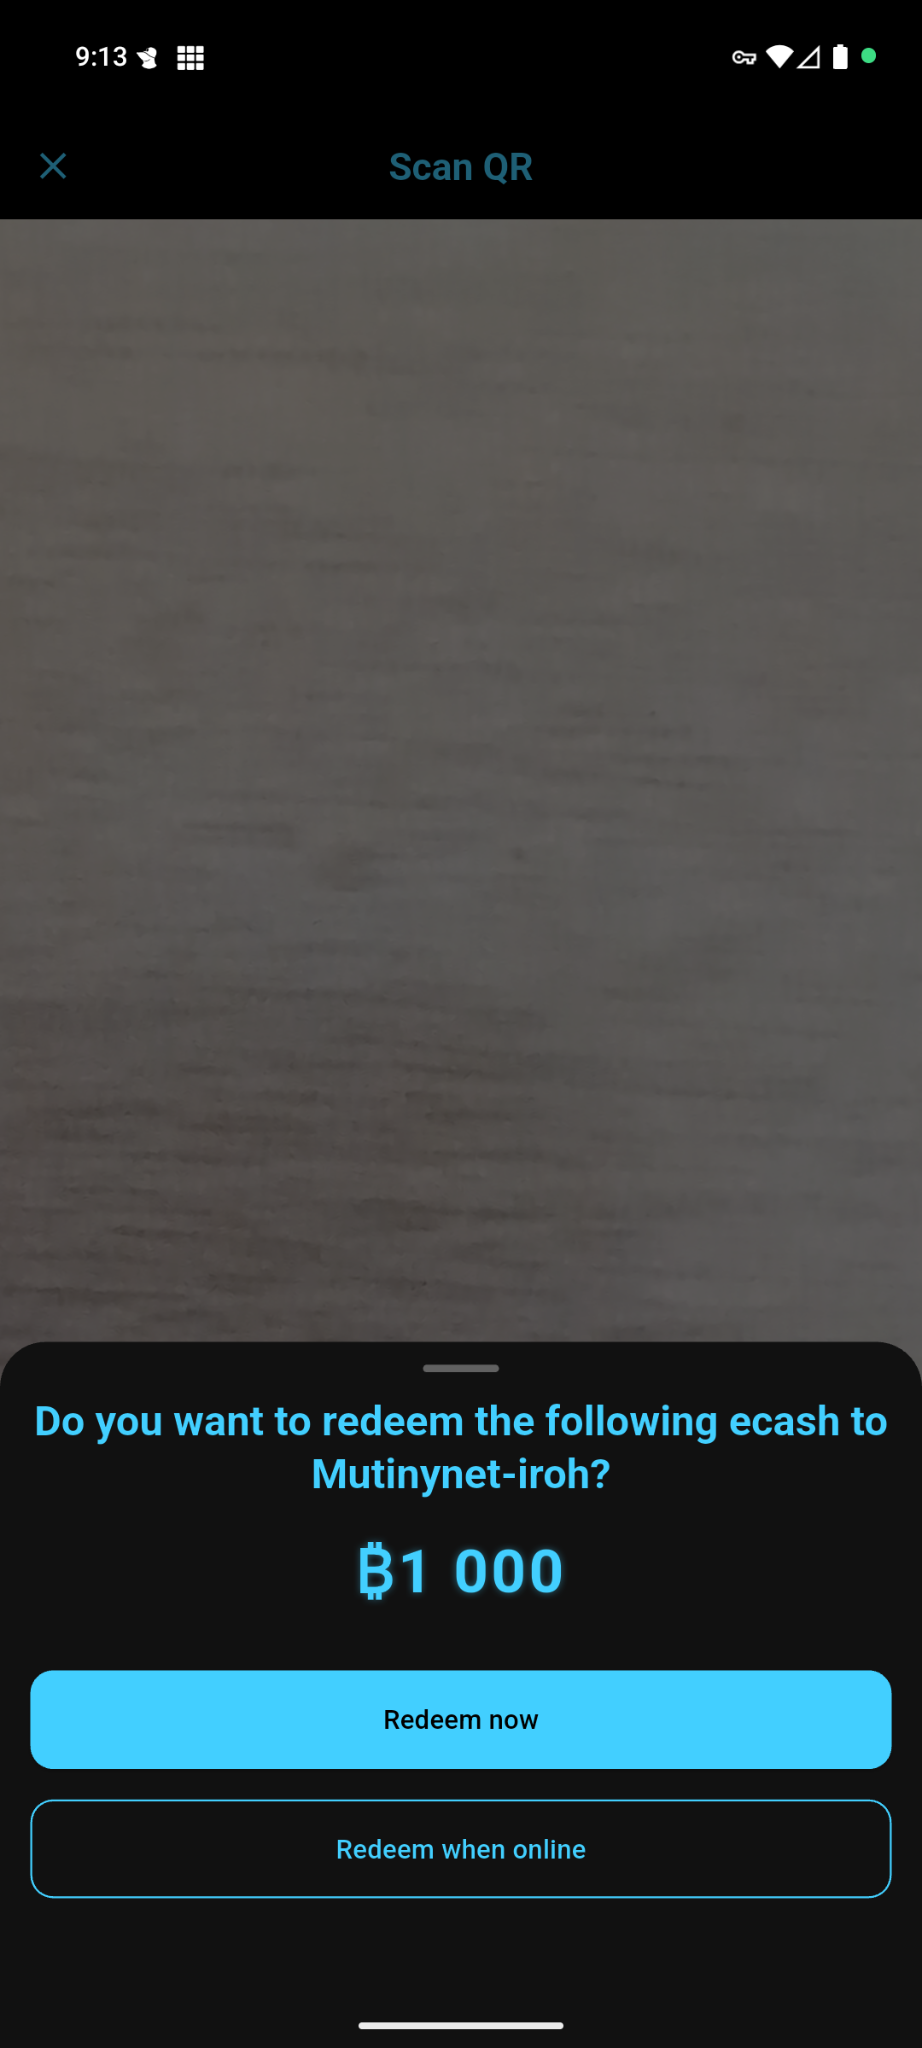 9:13
Scan QR
Do you want to redeem the following ecash to
Mutinynet-iroh?
₿1 000
Redeem now
Redeem when online